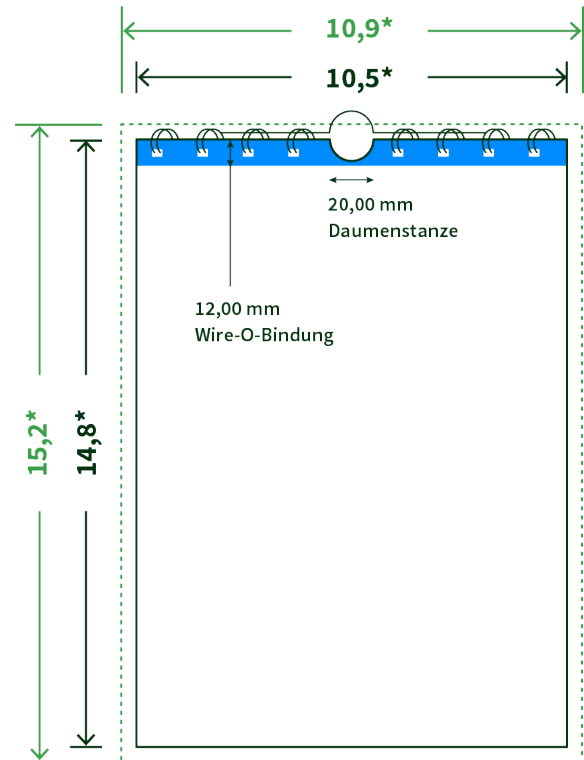 10,9*
10,5*
20,00 mm
Daumenstanze
12,00 mm
Wire-O-Bindung
15,2*
14,8*